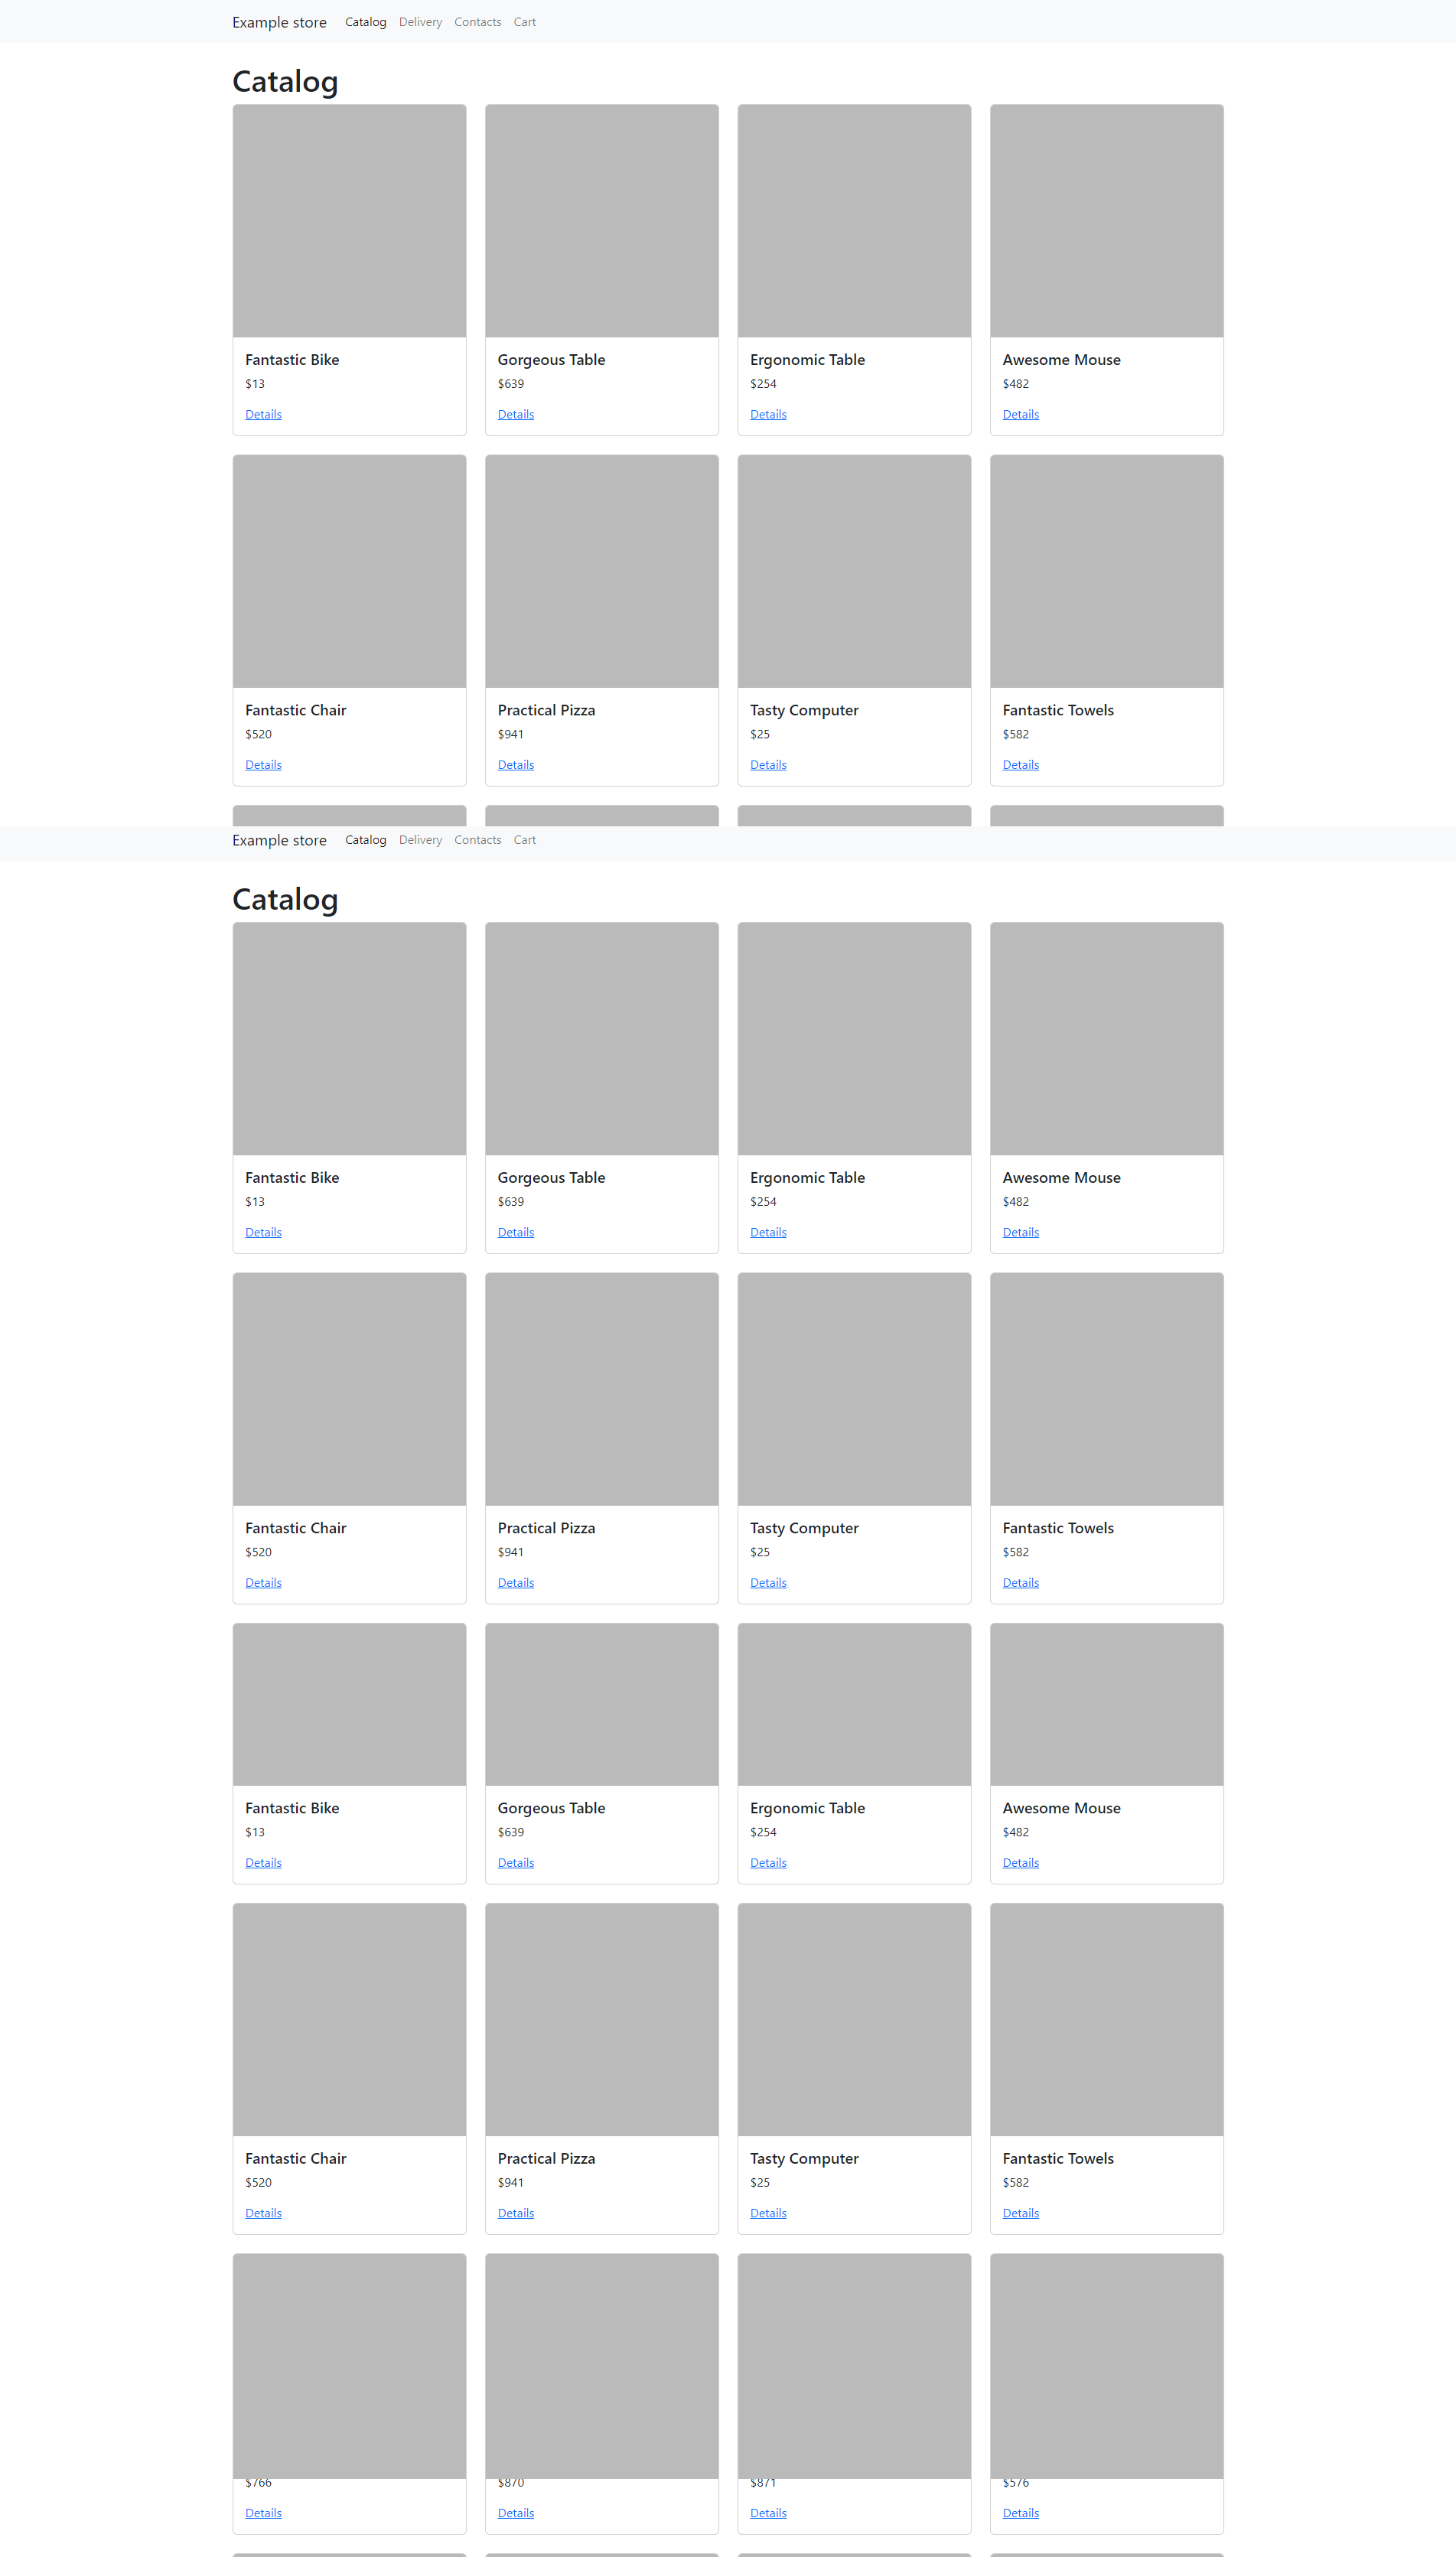 Example store Catalog Delivery Contacts Cart
Catalog
Fantastic Bike Gorgeous Table Ergonomic Table Awesome Mouse
$13 $639 $254 $482
Details Details Details Details
Fantastic Chair Practical Pizza Tasty Computer Fantastic Towels
$520 $941 $25 $582
Details Details Details Details
Example store Catalog Delivery Contacts Cart
Catalog
Fantastic Bike Gorgeous Table Ergonomic Table Awesome Mouse
$13 $639 $254 $482
Details Details Details Details
Fantastic Chair Practical Pizza Tasty Computer Fantastic Towels
$520 $941 $25 $582
Details Details Details Details
Fantastic Bike Gorgeous Table Ergonomic Table Awesome Mouse
$13 $639 $254 $482
Details Details Details Details
Fantastic Chair Practical Pizza Tasty Computer Fantastic Towels
$520 $941 $25 $582
Details Details Details Details
$766 $870 $871 $576
Details Details Details Details